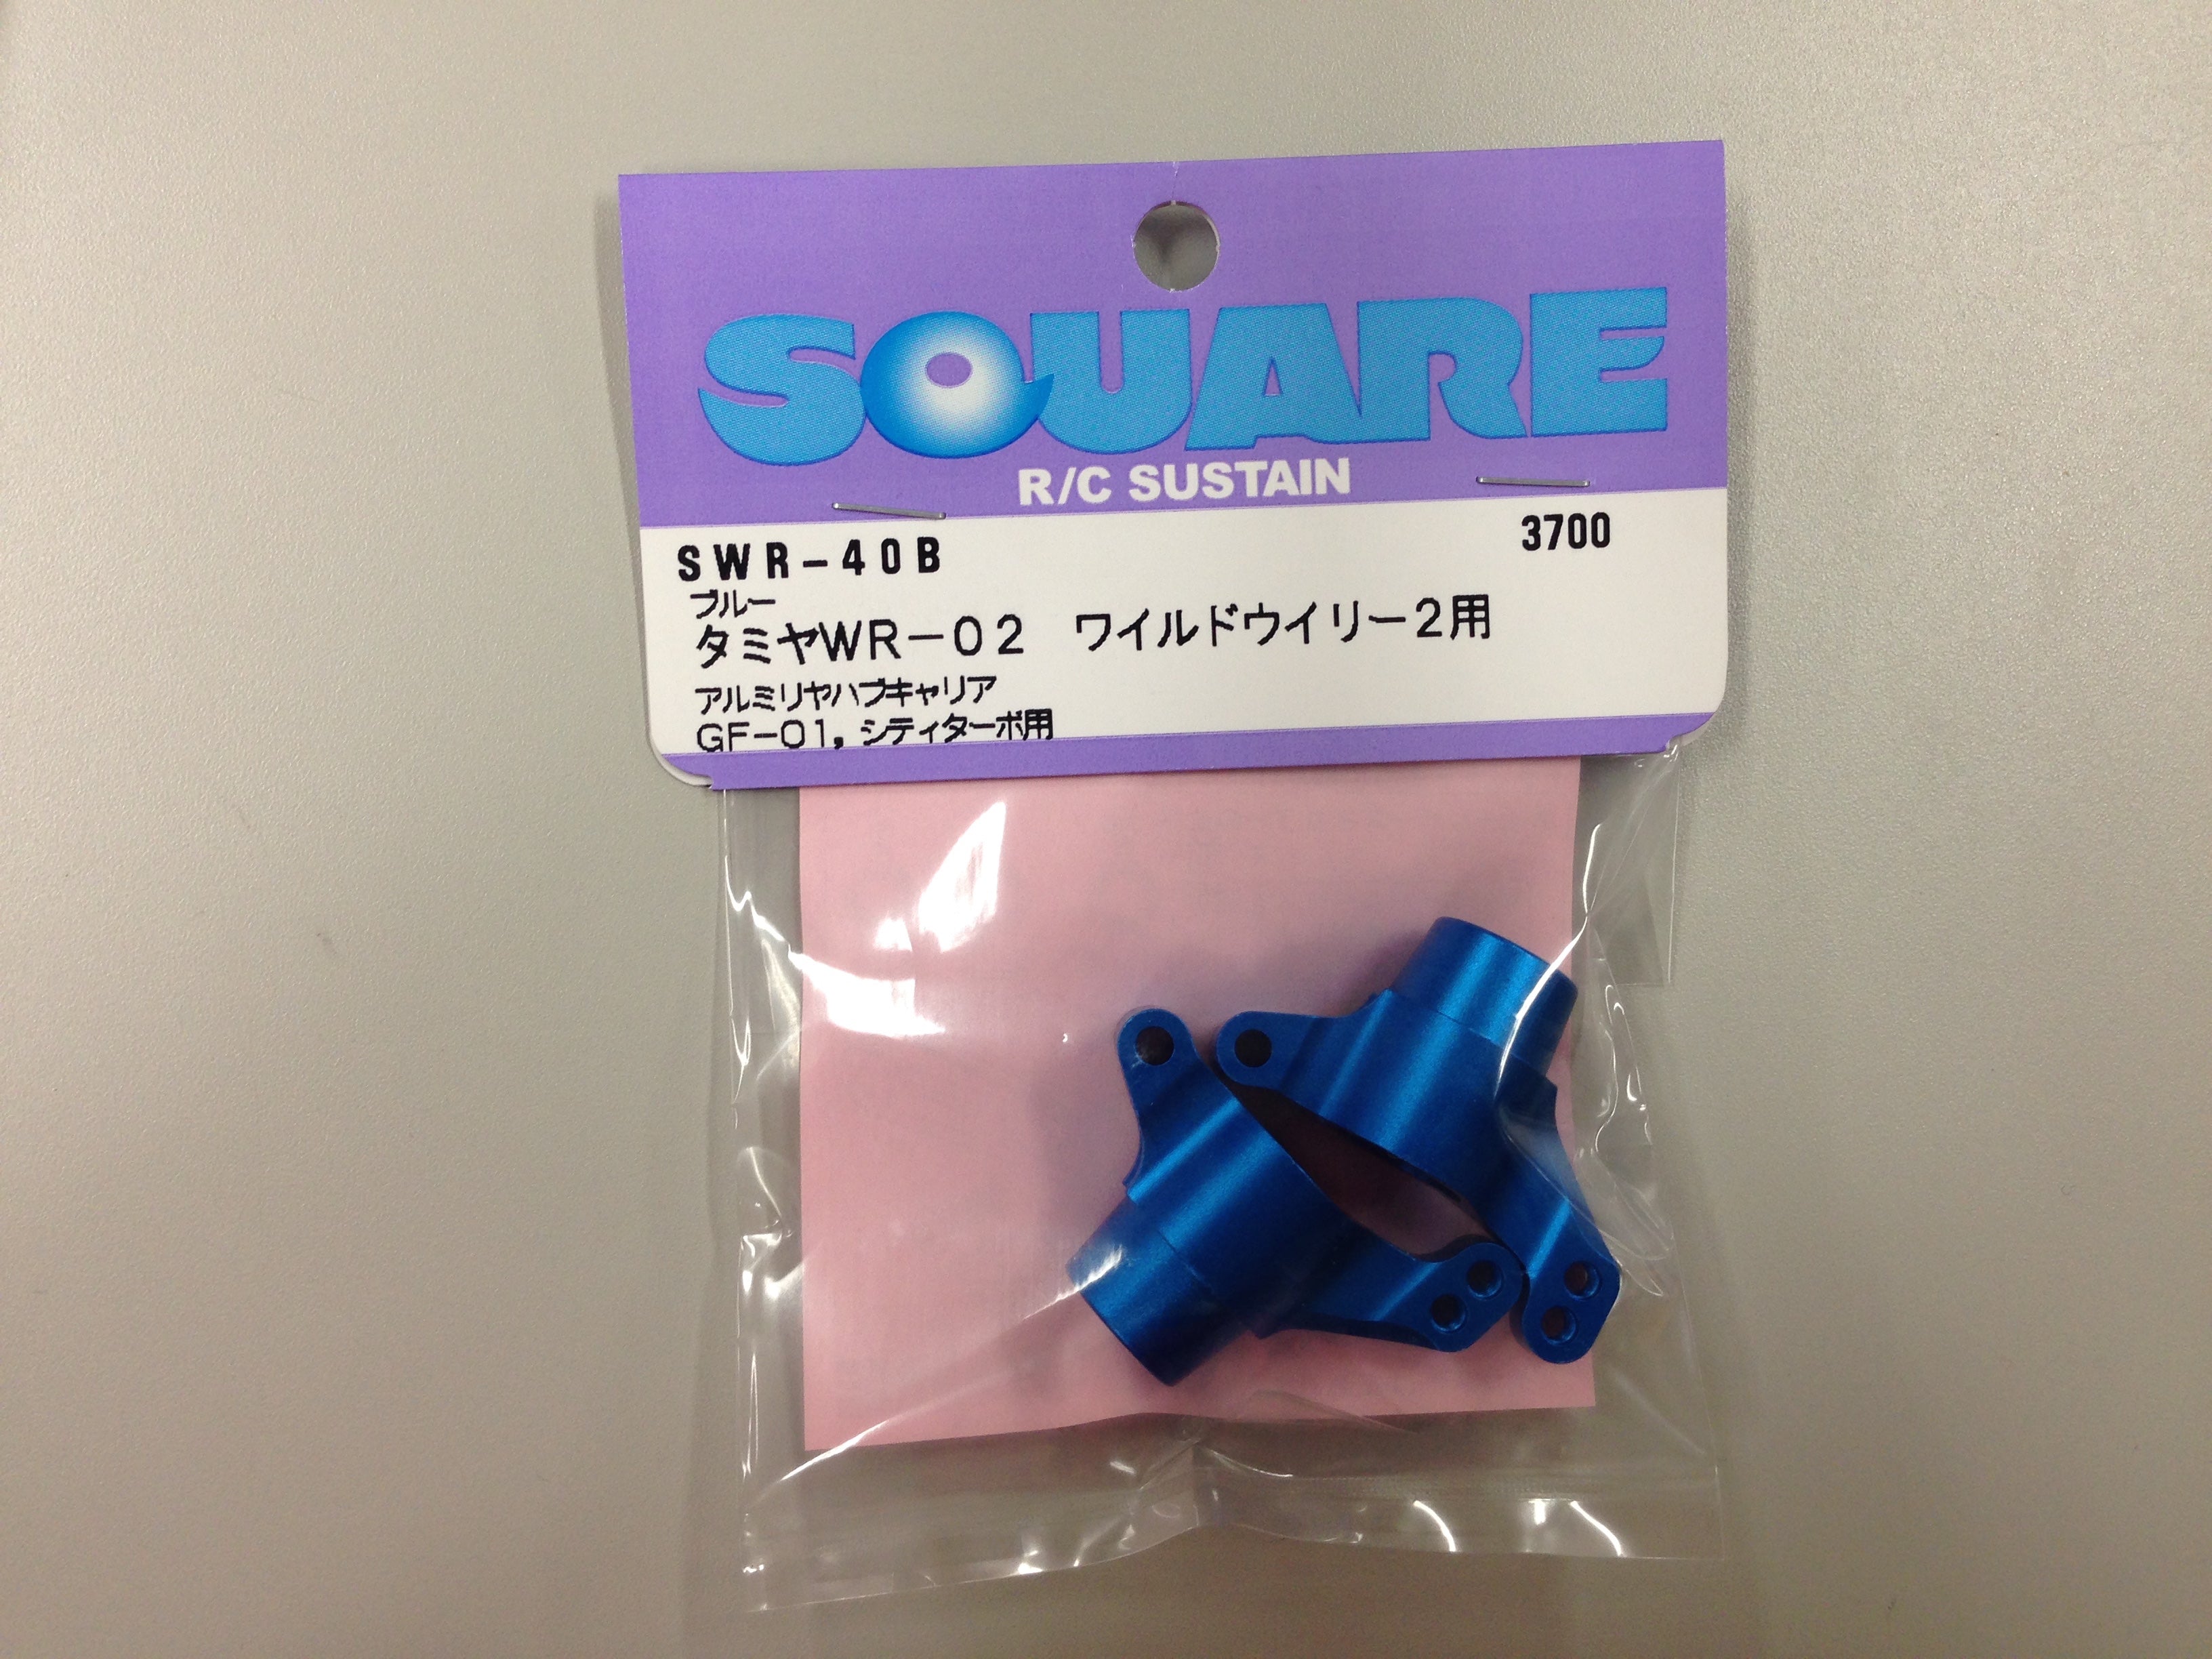 SQUARE
R/C SUSTAIN
SWR-40B 3700
ブルー
タミヤWR-02 ワイルドウイリー2用
アルミリヤハブキャリア
GF-01, シティターボ用